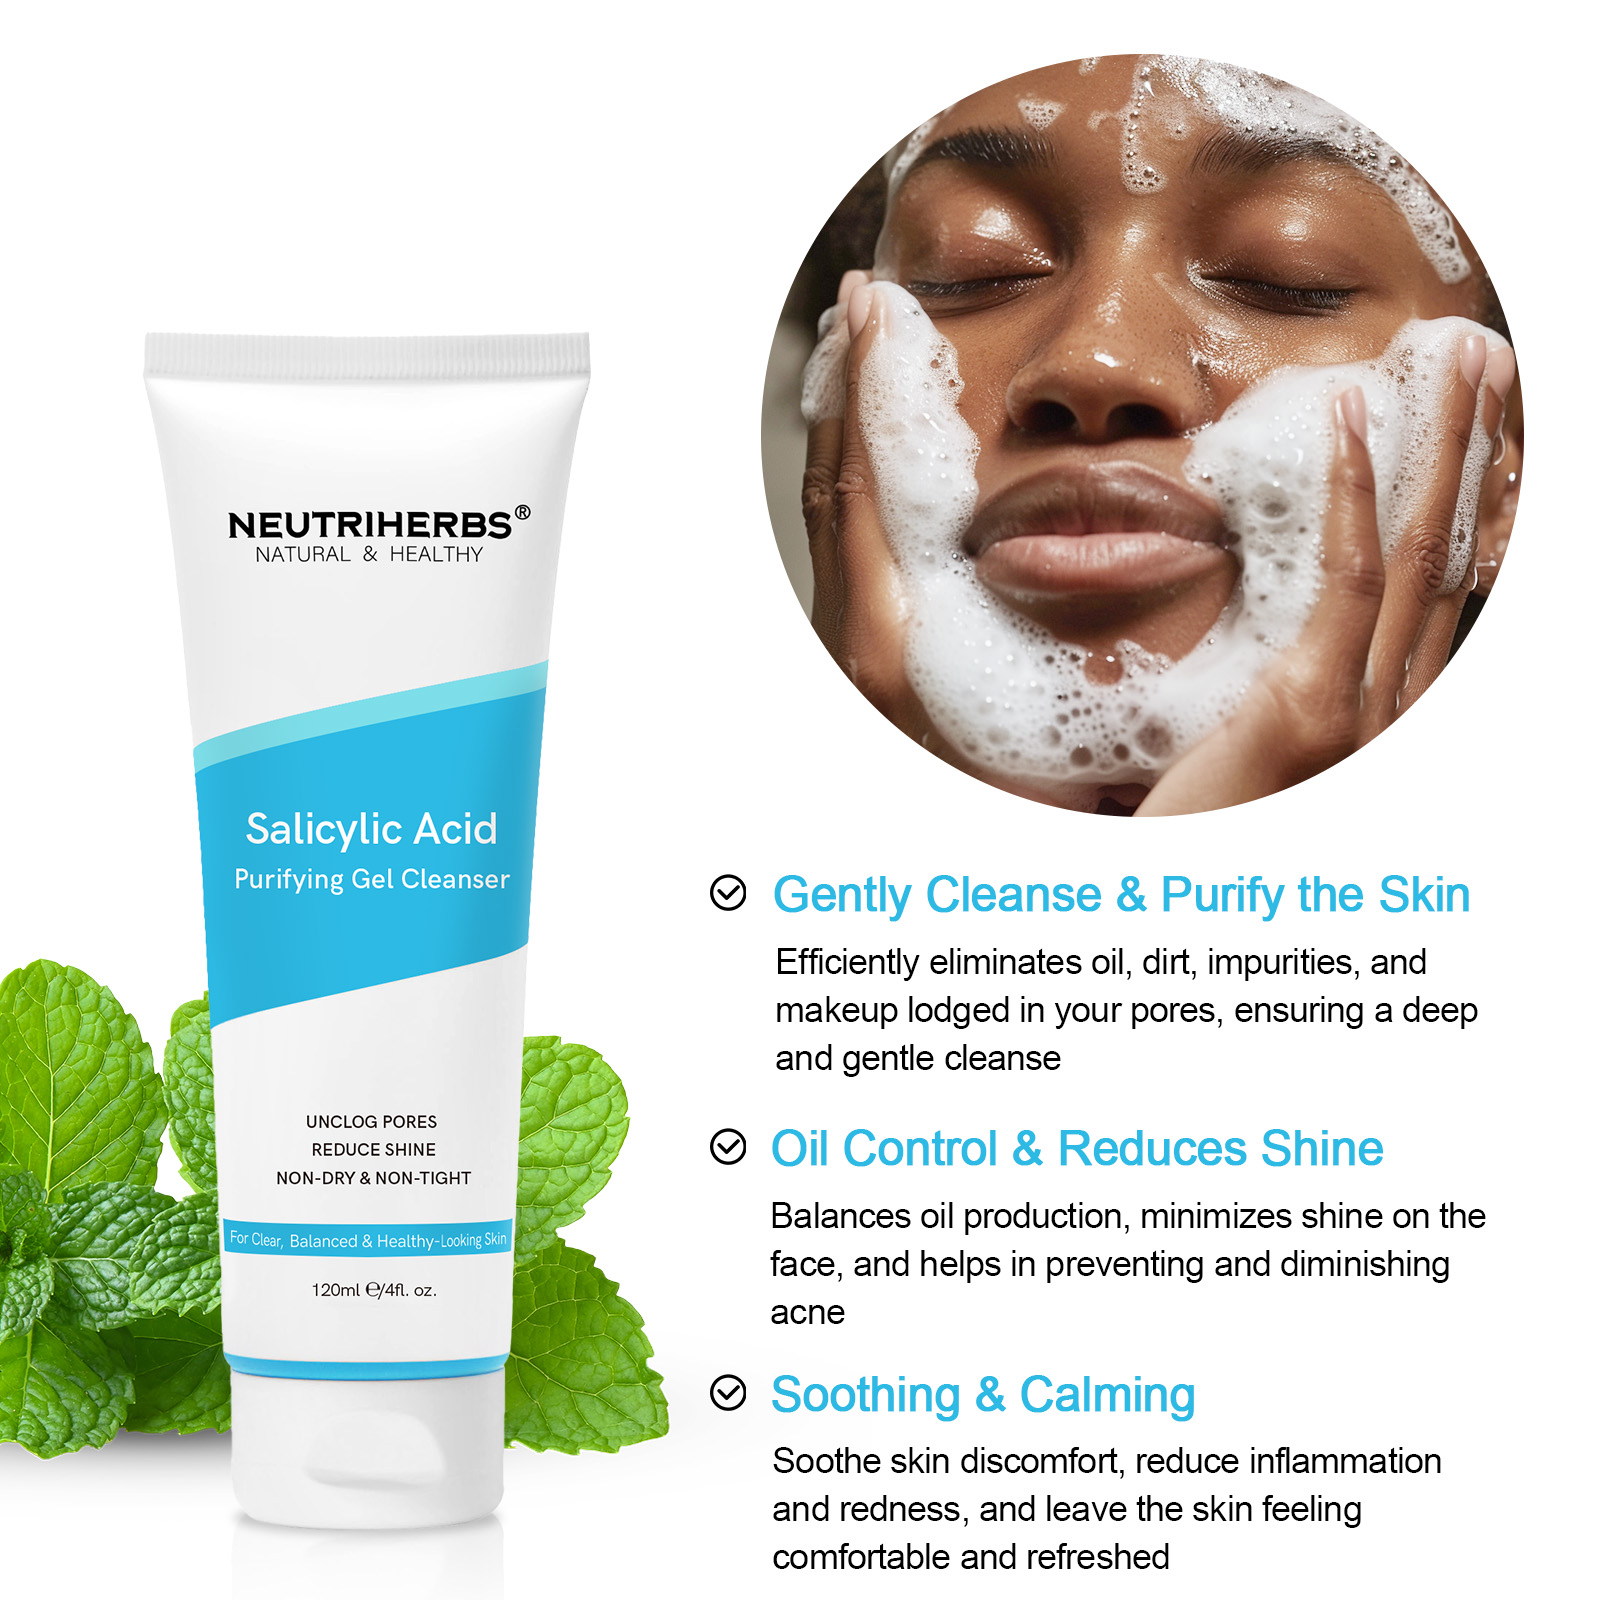 NEUTRIHERBS®
NATURAL & HEALTHY
Salicylic Acid
Purifying Gel Cleanser
UNCLOG PORES
REDUCE SHINE
NON-DRY & NON-TIGHT
For Clear, Balanced & Healthy-Looking Skin
120ml ℮/4fl. oz.
Gently Cleanse & Purify the Skin
Efficiently eliminates oil, dirt, impurities, and
makeup lodged in your pores, ensuring a deep
and gentle cleanse
Oil Control & Reduces Shine
Balances oil production, minimizes shine on the
face, and helps in preventing and diminishing
acne
Soothing & Calming
Soothe skin discomfort, reduce inflammation
and redness, and leave the skin feeling
comfortable and refreshed